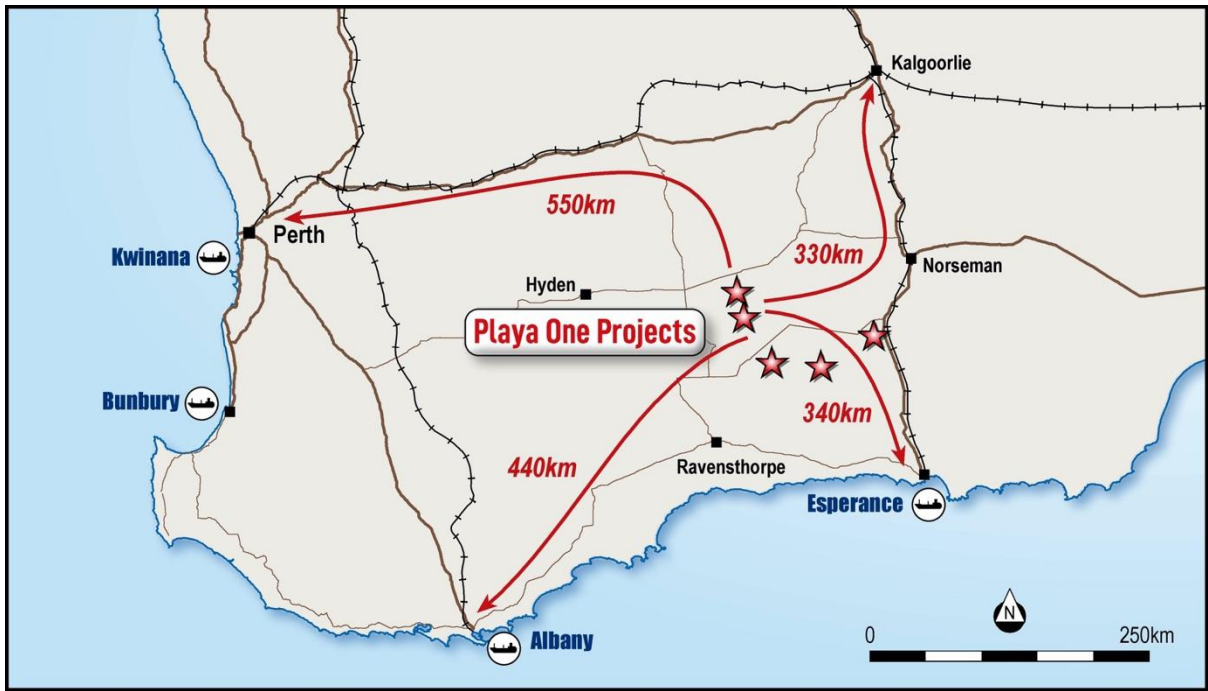 Kalgoorlie
550km
Perth
Kwinana
330km
Norseman
Hyden
Playa One Projects
Bunbury
340km
440km
Ravensthorpe
Esperance
Albany
N
0
250km